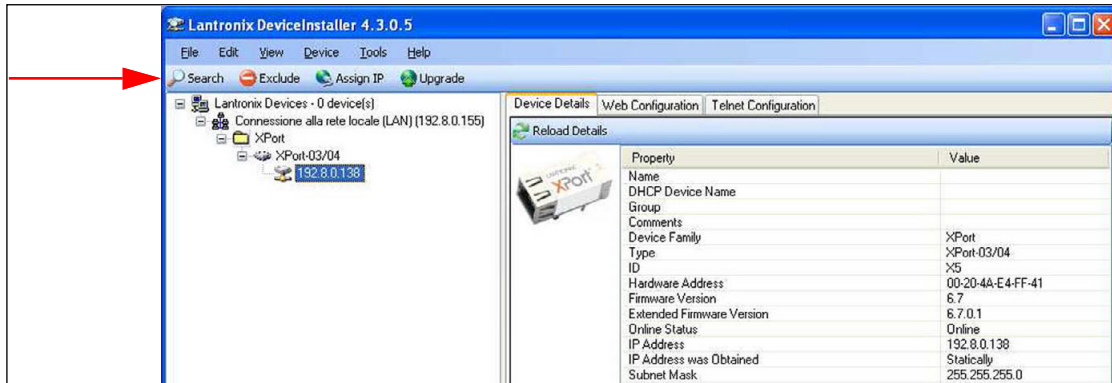 Lantronix DeviceInstaller 4.3.0.5
File Edit View Device Tools Help
Search Exclude Assign IP Upgrade
Lantronix Devices - 0 device(s)
Connessione alla rete locale (LAN) (192.8.0.155)
XPort
XPort-03/04
192.8.0.138
Device Details Web Configuration Telnet Configuration
Reload Details
LANTRONIX
XPort
Property Value
Name
DHCP Device Name
Group
Comments
Device Family XPort
Type XPort-03/04
ID X5
Hardware Address 00-20-4A-E4-FF-41
Firmware Version 6.7
Extended Firmware Version 6.7.0.1
Online Status Online
IP Address 192.8.0.138
IP Address was Obtained Statically
Subnet Mask 255.255.255.0